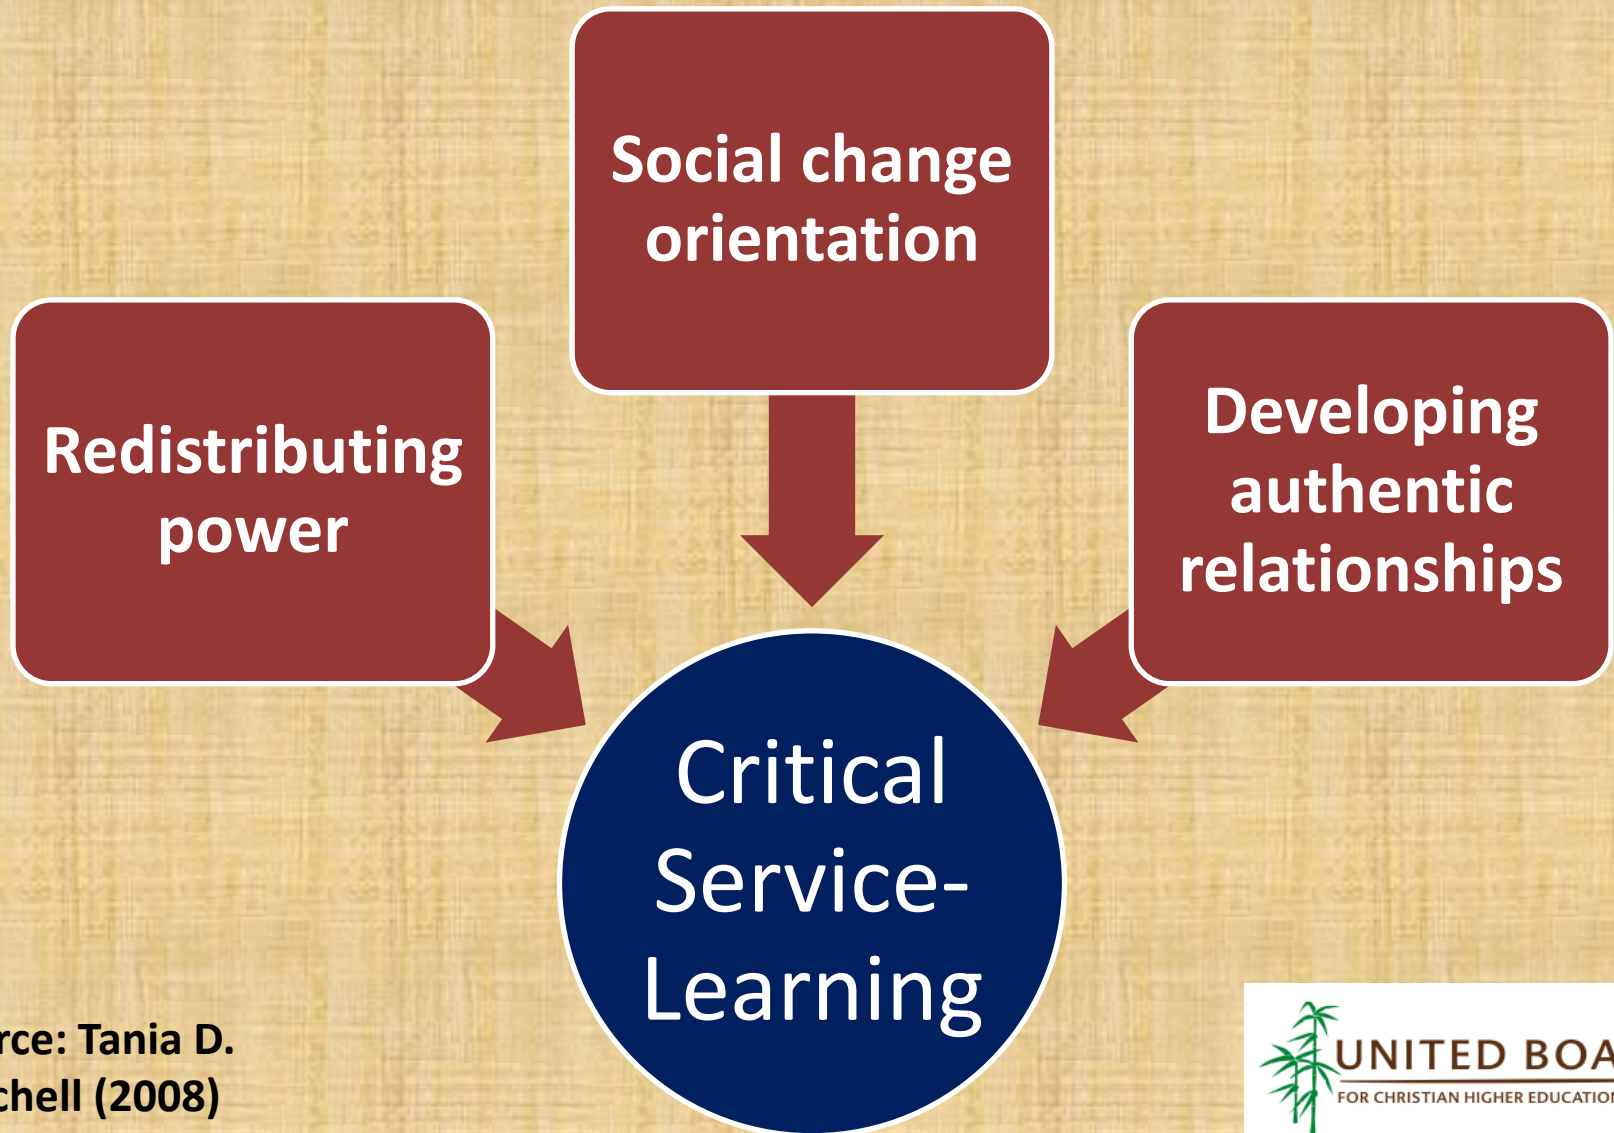 Social change
orientation
Redistributing
power
Developing
authentic
relationships
Critical
Service-
Learning
rce: Tania D.
chell (2008)
UNITED BOA
FOR CHRISTIAN HIGHER EDUCATION